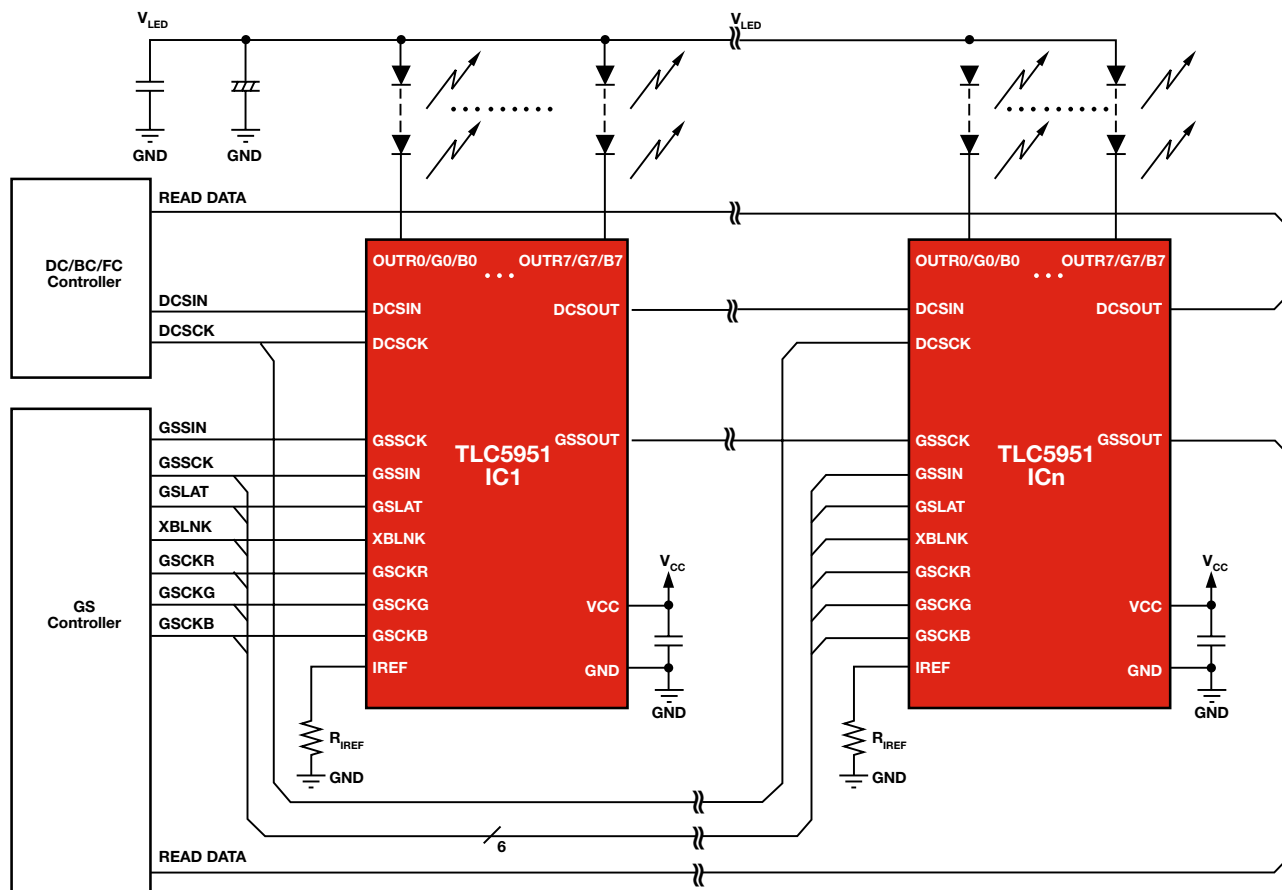 VLED
VLED
GND
GND
READ DATA
DC/BC/FC
Controller
DCSIN
DCSCK
OUTR0/G0/B0
OUTR7/G7/B7
...
DCSIN
DCSOUT
DCSCK
GSSCK
GSSOUT
TLC5951
IC1
GSSIN
GSLAT
XBLNK
GSCKR
GSCKG
VCC
GSCKB
IREF
GND
OUTR0/G0/B0
OUTR7/G7/B7
...
DCSIN
DCSOUT
DCSCK
GSSCK
GSSOUT
TLC5951
ICn
GSSIN
GSLAT
XBLNK
GSCKR
GSCKG
VCC
GSCKB
IREF
GND
GS
Controller
GSSIN
GSSCK
GSLAT
XBLNK
GSCKR
GSCKG
GSCKB
VCC
GND
VCC
GND
RIREF
GND
RIREF
GND
6
READ DATA